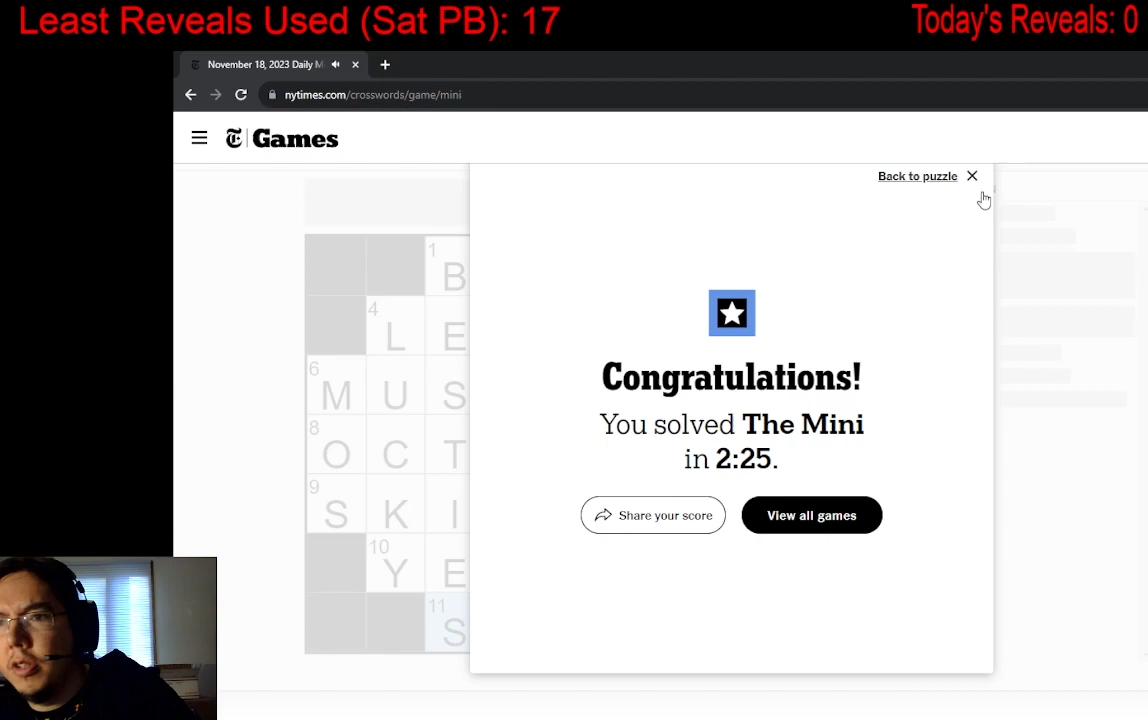 Least Reveals Used (Sat PB): 17
Today's Reveals: 0
November 18, 2023 Daily M
nytimes.com/crosswords/game/mini
T Games
Back to puzzle
1 B
4 L E
6 M U S
8 O C T
9 S K I
10 Y E
11 S
Congratulations!
You solved The Mini
in 2:25.
Share your score
View all games